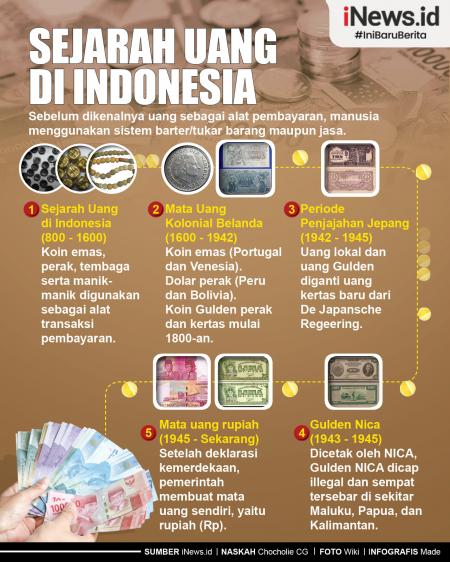 iNews.id
#IniBaruBerita
SEJARAH UANG
DI INDONESIA
Sebelum dikenalnya uang sebagai alat pembayaran, manusia
menggunakan sistem barter/tukar barang maupun jasa.
1 Sejarah Uang
di Indonesia
(800 - 1600)
Koin emas,
perak, tembaga
serta manik-
manik digunakan
sebagai alat
transaksi
pembayaran.
2 Mata Uang
Kolonial Belanda
(1600 - 1942)
Koin emas (Portugal
dan Venesia).
Dolar perak (Peru
dan Bolivia).
Koin Gulden perak
dan kertas mulai
1800-an.
3 Periode
Penjajahan Jepang
(1942 - 1945)
Uang lokal dan
uang Gulden
diganti uang
kertas baru dari
De Japansche
Regeering.
4 Gulden Nica
(1943 - 1945)
Dicetak oleh NICA,
Gulden NICA dicap
illegal dan sempat
tersebar di sekitar
Maluku, Papua, dan
Kalimantan.
5 Mata uang rupiah
(1945 - Sekarang)
Setelah deklarasi
kemerdekaan,
pemerintah
membuat mata
uang sendiri, yaitu
rupiah (Rp).
SUMBER iNews.id | NASKAH Chocholie CG | FOTO Wiki | INFOGRAFIS Made